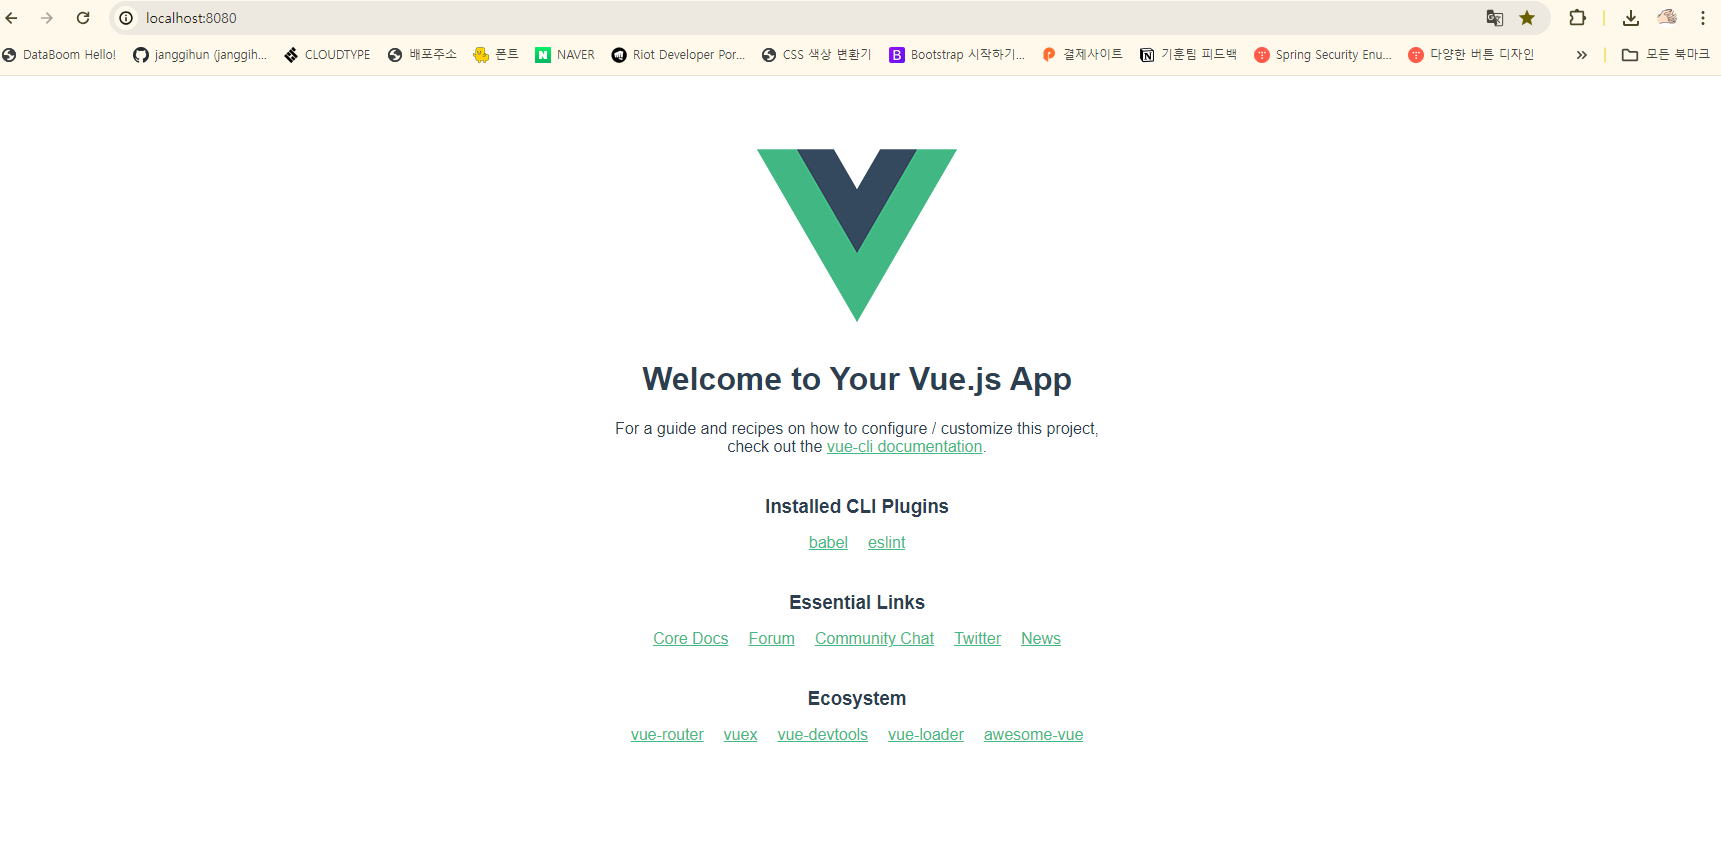 localhost:8080
DataBoom Hello! janggihun (janggih... CLOUDTYPE 배포주소 폰트 NAVER Riot Developer Por... CSS 색상 변환기 Bootstrap 시작하기... 결제사이트 기훈팀 피드백 Spring Security Enu... 다양한 버튼 디자인 » 모든 북마크
Welcome to Your Vue.js App
For a guide and recipes on how to configure / customize this project,
check out the vue-cli documentation.
Installed CLI Plugins
babel eslint
Essential Links
Core Docs Forum Community Chat Twitter News
Ecosystem
vue-router vuex vue-devtools vue-loader awesome-vue